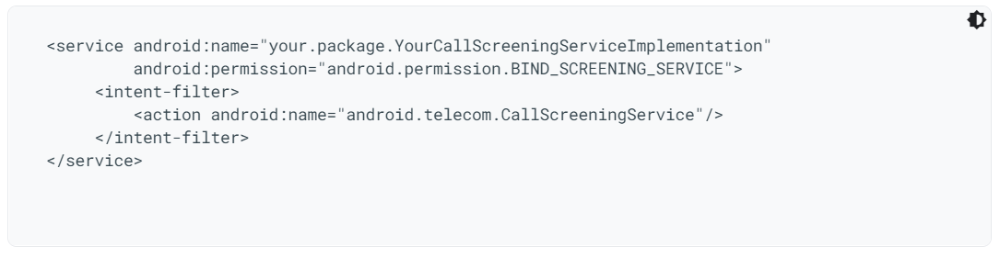 <service android:name="your.package.YourCallScreeningServiceImplementation"
         android:permission="android.permission.BIND_SCREENING_SERVICE">
     <intent-filter>
         <action android:name="android.telecom.CallScreeningService"/>
     </intent-filter>
</service>